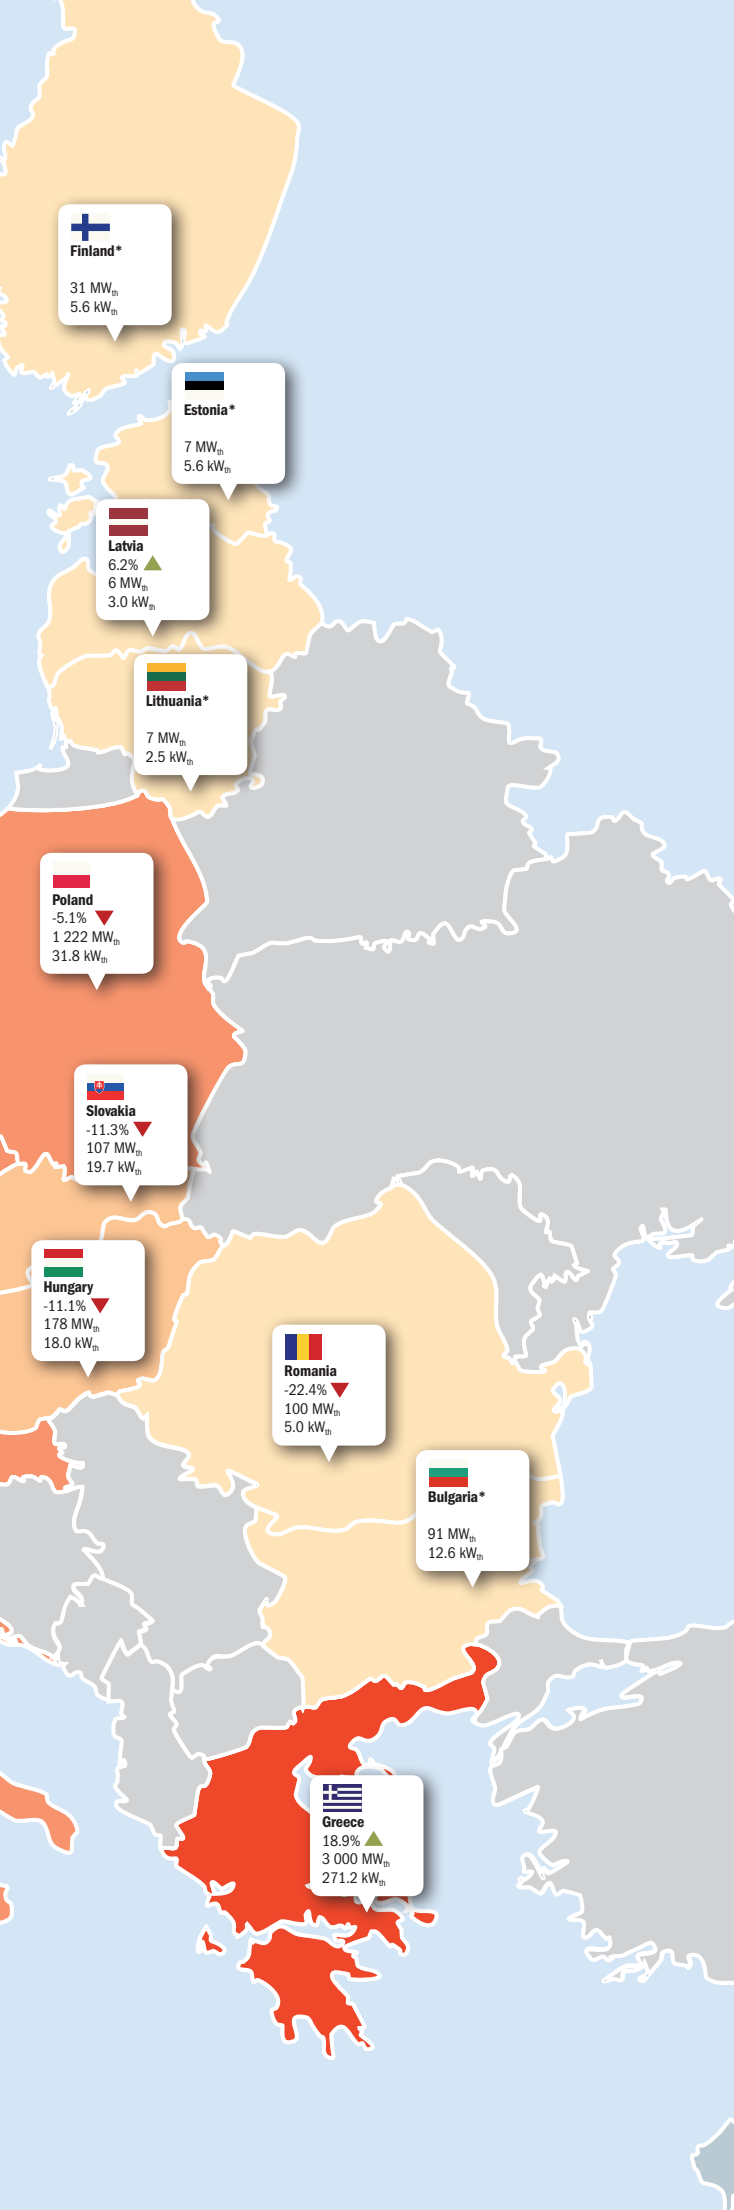 Finland*
31 MWth
5.6 kWth
Estonia*
7 MWth
5.6 kWth
Latvia
6.2%
6 MWth
3.0 kWth
Lithuania*
7 MWth
2.5 kWth
Poland
-5.1%
1 222 MWth
31.8 kWth
Slovakia
-11.3%
107 MWth
19.7 kWth
Hungary
-11.1%
178 MWth
18.0 kWth
Romania
-22.4%
100 MWth
5.0 kWth
Bulgaria*
91 MWth
12.6 kWth
Greece
18.9%
3 000 MWth
271.2 kWth